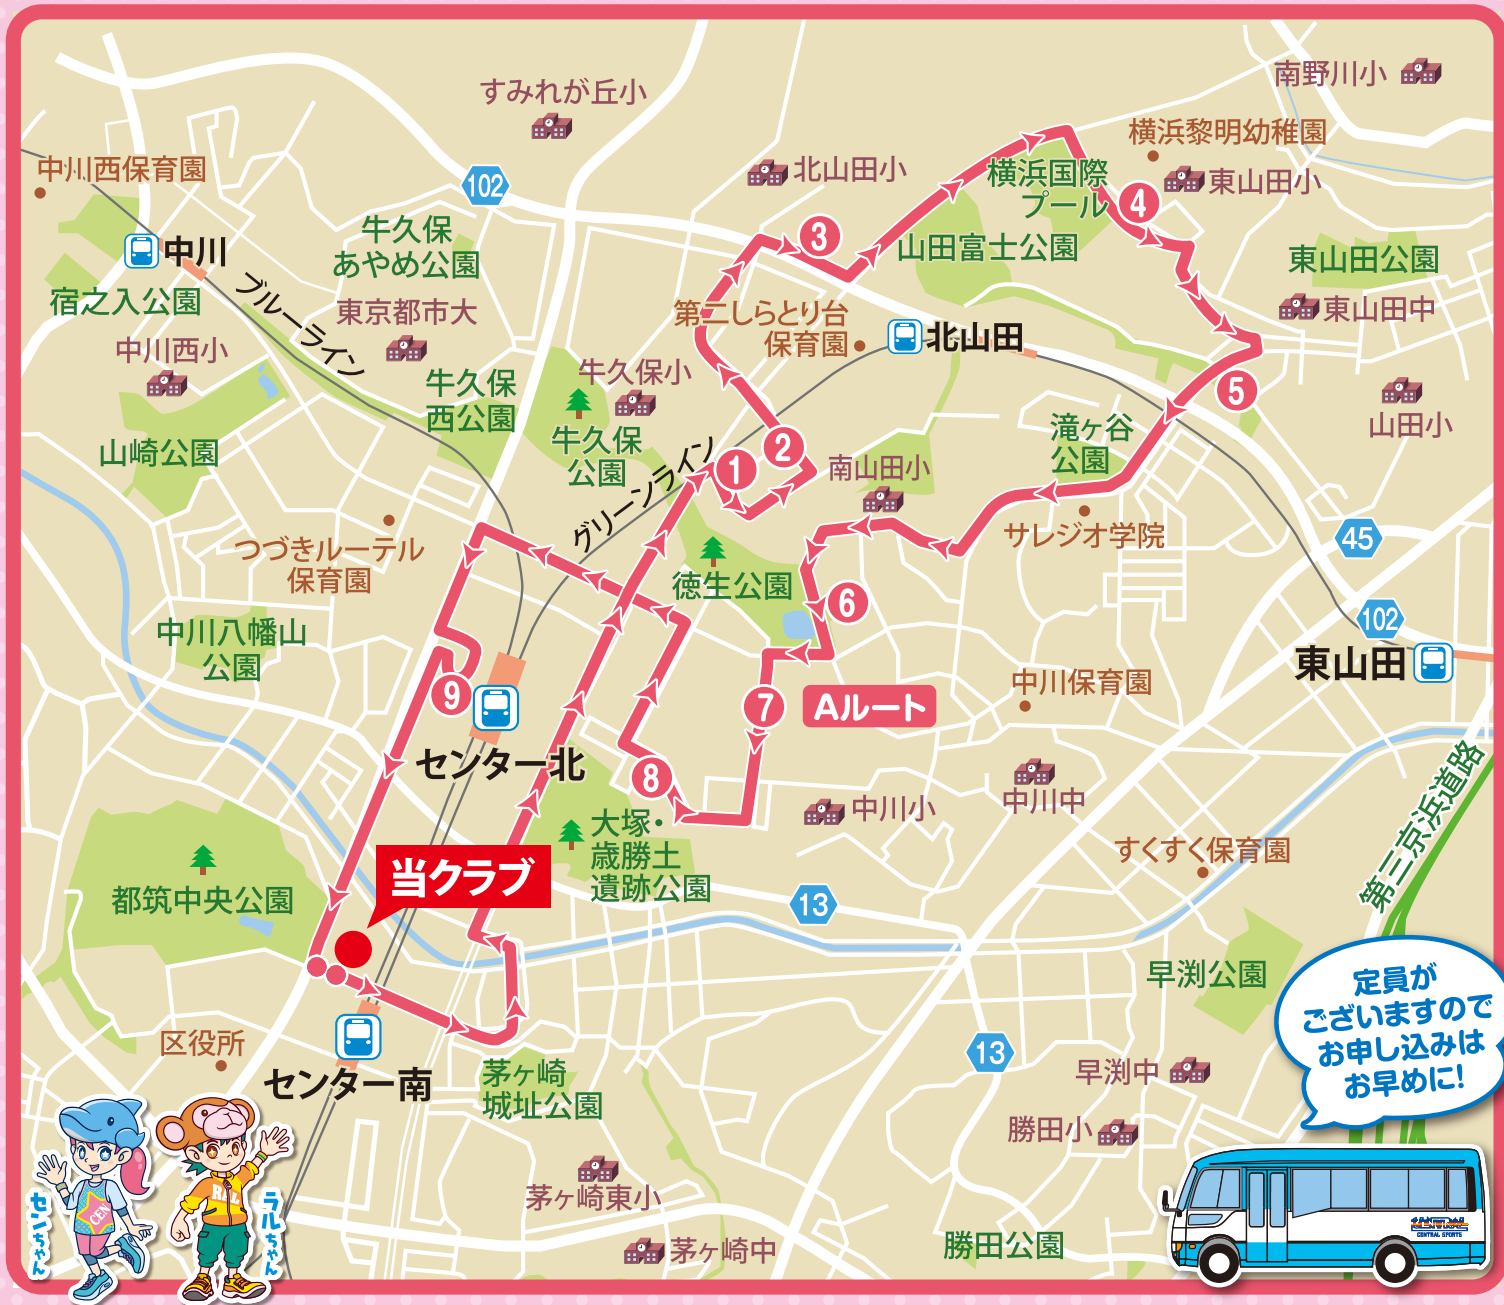 すみれが丘小
南野川小
102
北山田小
横浜黎明幼稚園
東山田小
中川西保育園
横浜国際
プール
4
3
牛久保
あやめ公園
中川
山田富士公園
東山田公園
宿之入公園
ブルーライン
東京都市大
第二しらとり台
保育園
北山田
東山田中
中川西小
牛久保小
牛久保
西公園
5
山田小
山崎公園
牛久保
公園
滝ヶ谷
公園
グリーンライン
1
2
南山田小
サレジオ学院
45
つづきルーテル
保育園
徳生公園
6
102
中川八幡山
公園
東山田
9
中川保育園
7
Aルート
センター北
8
中川小
中川中
第三京浜道路
大塚・
歳勝土
遺跡公園
すくすく保育園
当クラブ
都筑中央公園
13
早渕公園
定員が
ございますので
お申し込みは
お早めに!
区役所
13
センター南
茅ヶ崎
城址公園
早渕中
勝田小
茅ヶ崎東小
茅ヶ崎中
勝田公園
センちゃん
CEN
RAL
ラルちゃん
CENTRAL
CENTRAL SPORTS